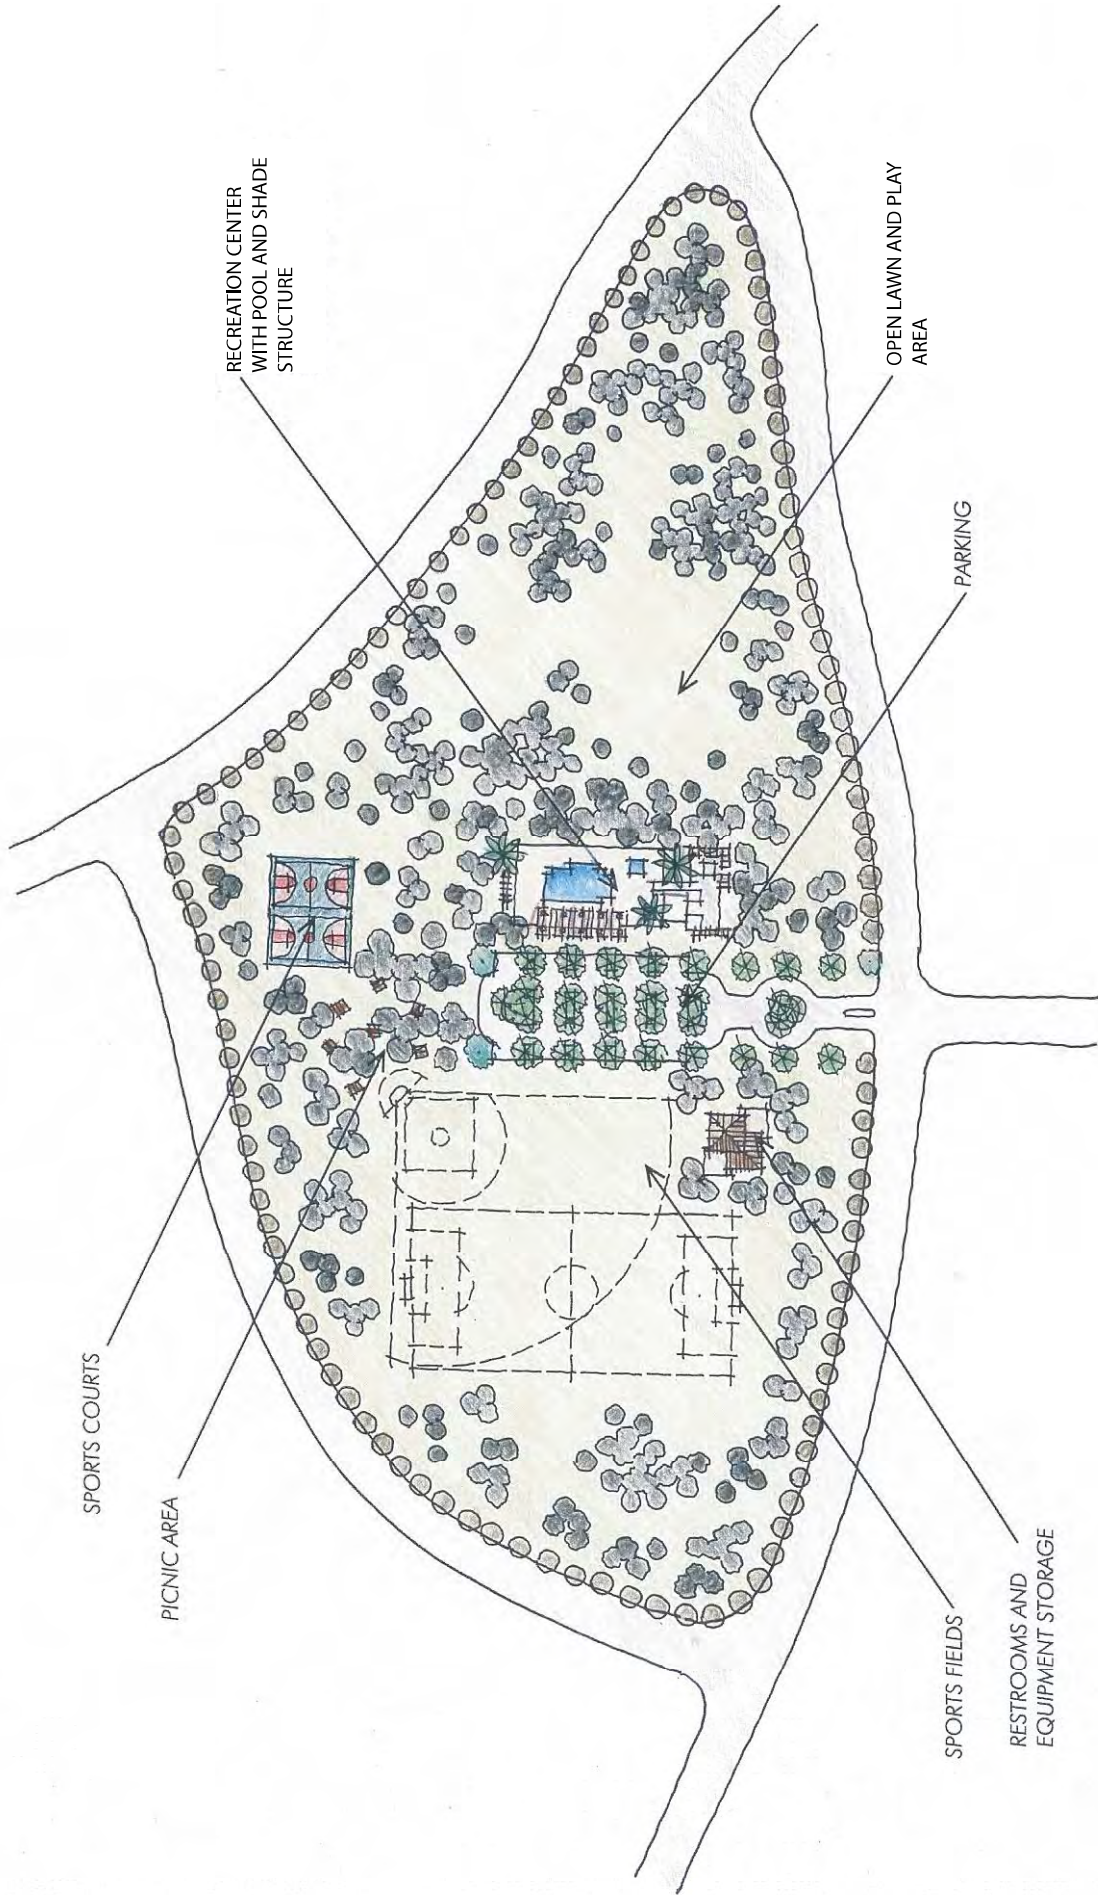 SPORTS COURTS
PICNIC AREA
RECREATION CENTER
WITH POOL AND SHADE
STRUCTURE
OPEN LAWN AND PLAY
AREA
PARKING
SPORTS FIELDS
RESTROOMS AND
EQUIPMENT STORAGE